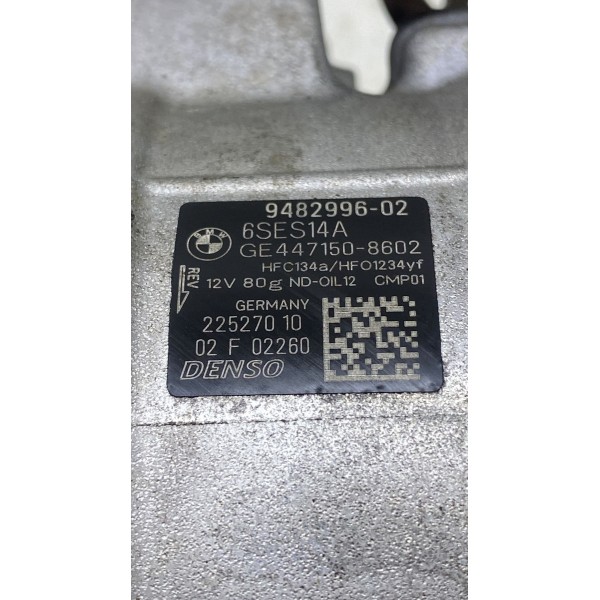 9482996-02
BMW
6SES14A
GE447150-8602
HFC134a/HFO1234yf
REV
12V 80g ND-OIL12 CMP01
GERMANY
225270 10
02 F 02260
DENSO